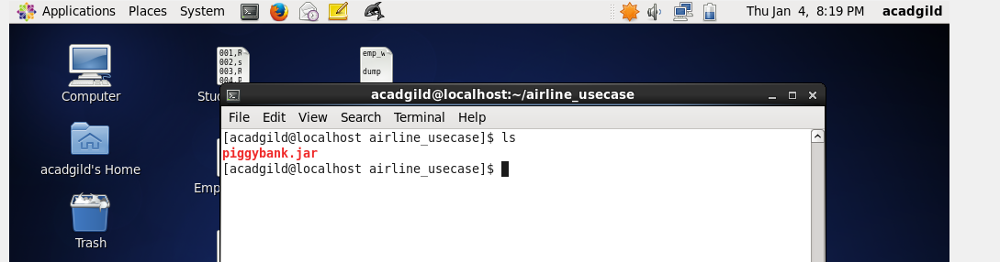 Applications Places System Thu Jan 4, 8:19 PM acadgild
001,R
002,s
003,R
004,P
emp_w
dump
Computer
acadgild@localhost:~/airline_usecase
File Edit View Search Terminal Help
[acadgild@localhost airline_usecase]$ ls
piggybank.jar
[acadgild@localhost airline_usecase]$
acadgild's Home
Trash